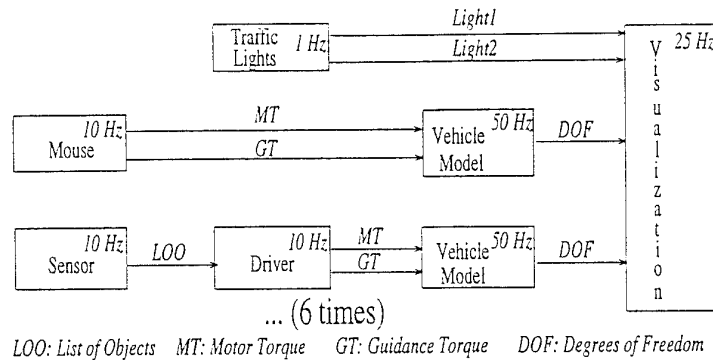 Traffic Lights
1 Hz
Light1
Light2
Visualization
25 Hz
10 Hz
Mouse
MT
GT
50 Hz
Vehicle Model
DOF
10 Hz
Sensor
LOO
10 Hz
Driver
MT
GT
50 Hz
Vehicle Model
DOF
... (6 times)
LOO: List of Objects MT: Motor Torque GT: Guidance Torque DOF: Degrees of Freedom